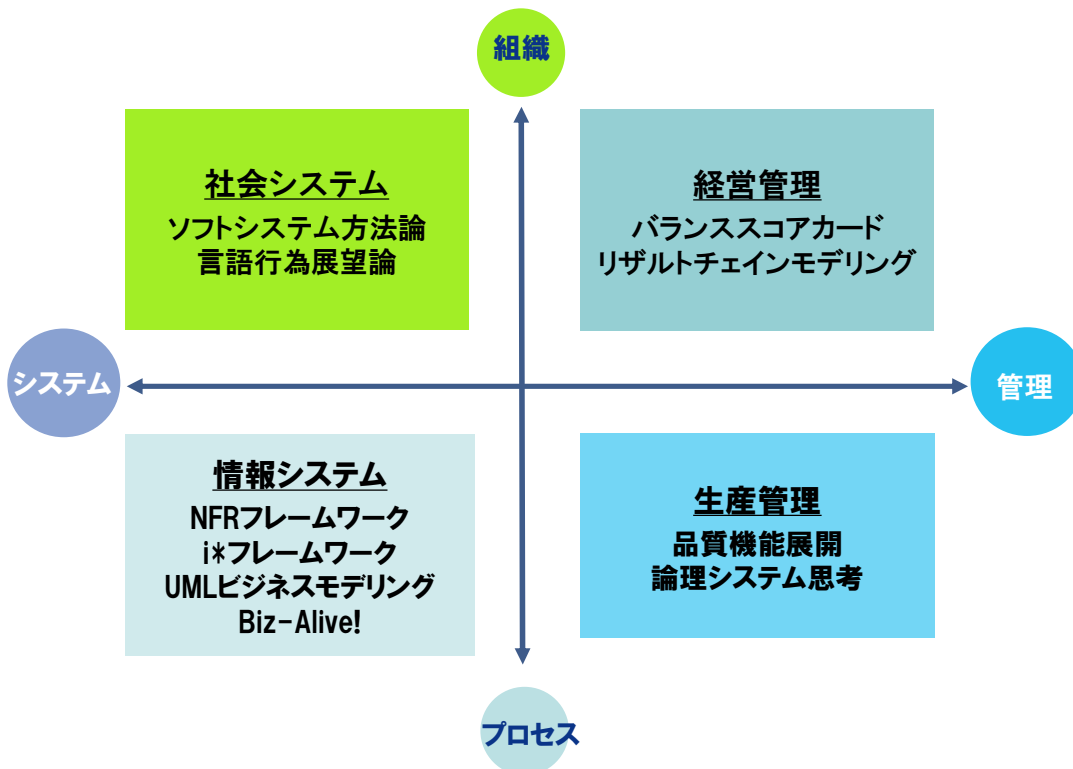 組織
社会システム
ソフトシステム方法論
言語行為展望論
経営管理
バランススコアカード
リザルトチェインモデリング
システム
管理
情報システム
NFRフレームワーク
i*フレームワーク
UMLビジネスモデリング
Biz-Alive!
生産管理
品質機能展開
論理システム思考
プロセス